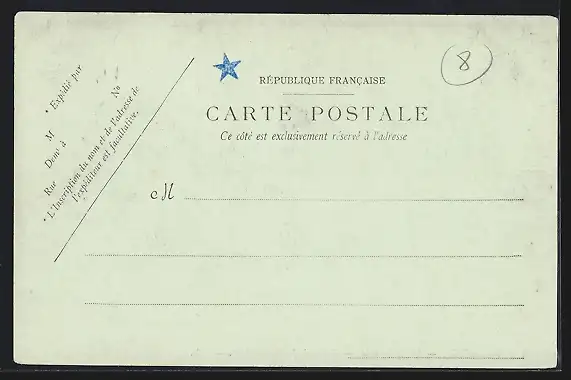 * Expédié par
M
Demt à
Rue No
* L'Inscription du nom et de l'adresse de
l'expéditeur est facultative.
RÉPUBLIQUE FRANÇAISE
8
CARTE POSTALE
Ce côté est exclusivement réservé à l'adresse
M